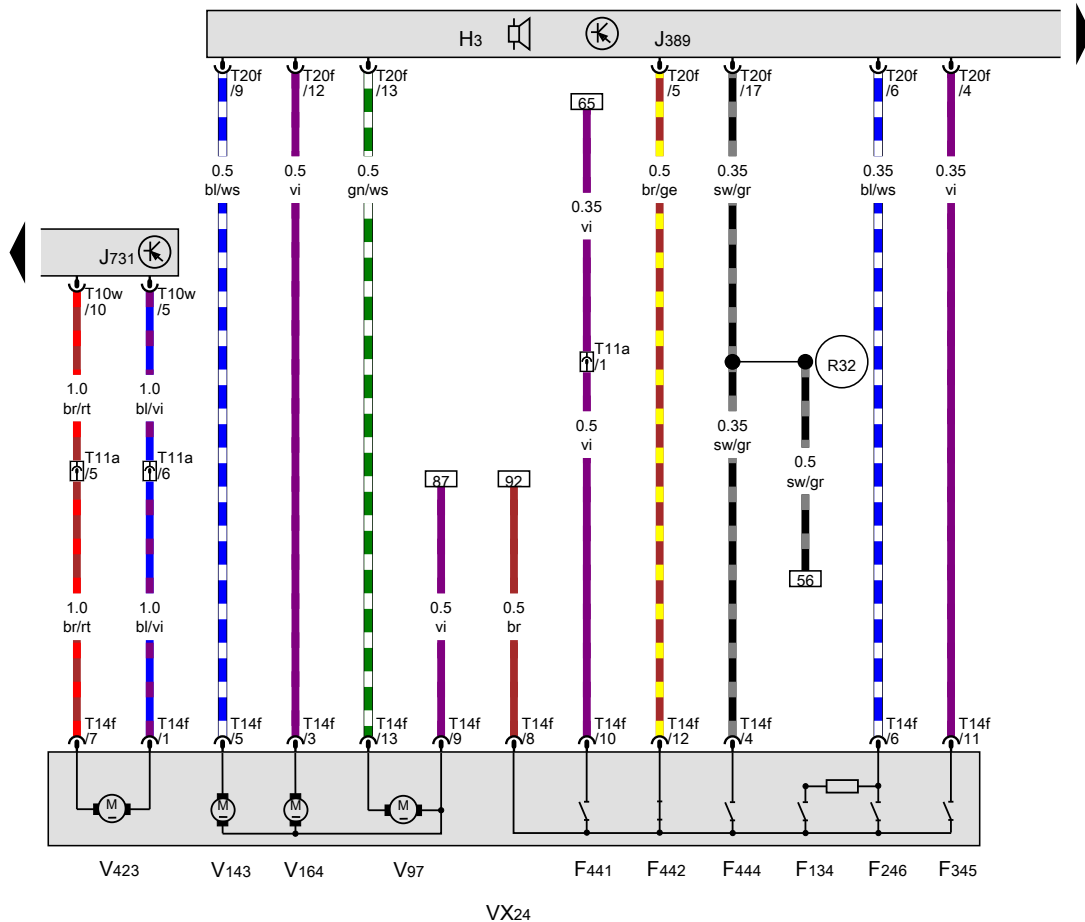 H3 J389
T20f /9
T20f /12
T20f /13
T20f /5
T20f /17
T20f /6
T20f /4
65
0.5 bl/ws
0.5 vi
0.5 gn/ws
0.35 vi
0.5 br/ge
0.35 sw/gr
0.35 bl/ws
0.35 vi
J731
T10w /10
T10w /5
T11a /1
R32
1.0 br/rt
1.0 bl/vi
0.5 vi
0.35 sw/gr
0.5 sw/gr
T11a /5
T11a /6
87
92
56
1.0 br/rt
1.0 bl/vi
0.5 vi
0.5 br
T14f /7
T14f /1
T14f /5
T14f /3
T14f /13
T14f /9
T14f /8
T14f /10
T14f /12
T14f /4
T14f /6
T14f /11
M M M M
V423 V143 V164 V97 F441 F442 F444 F134 F246 F345
VX24